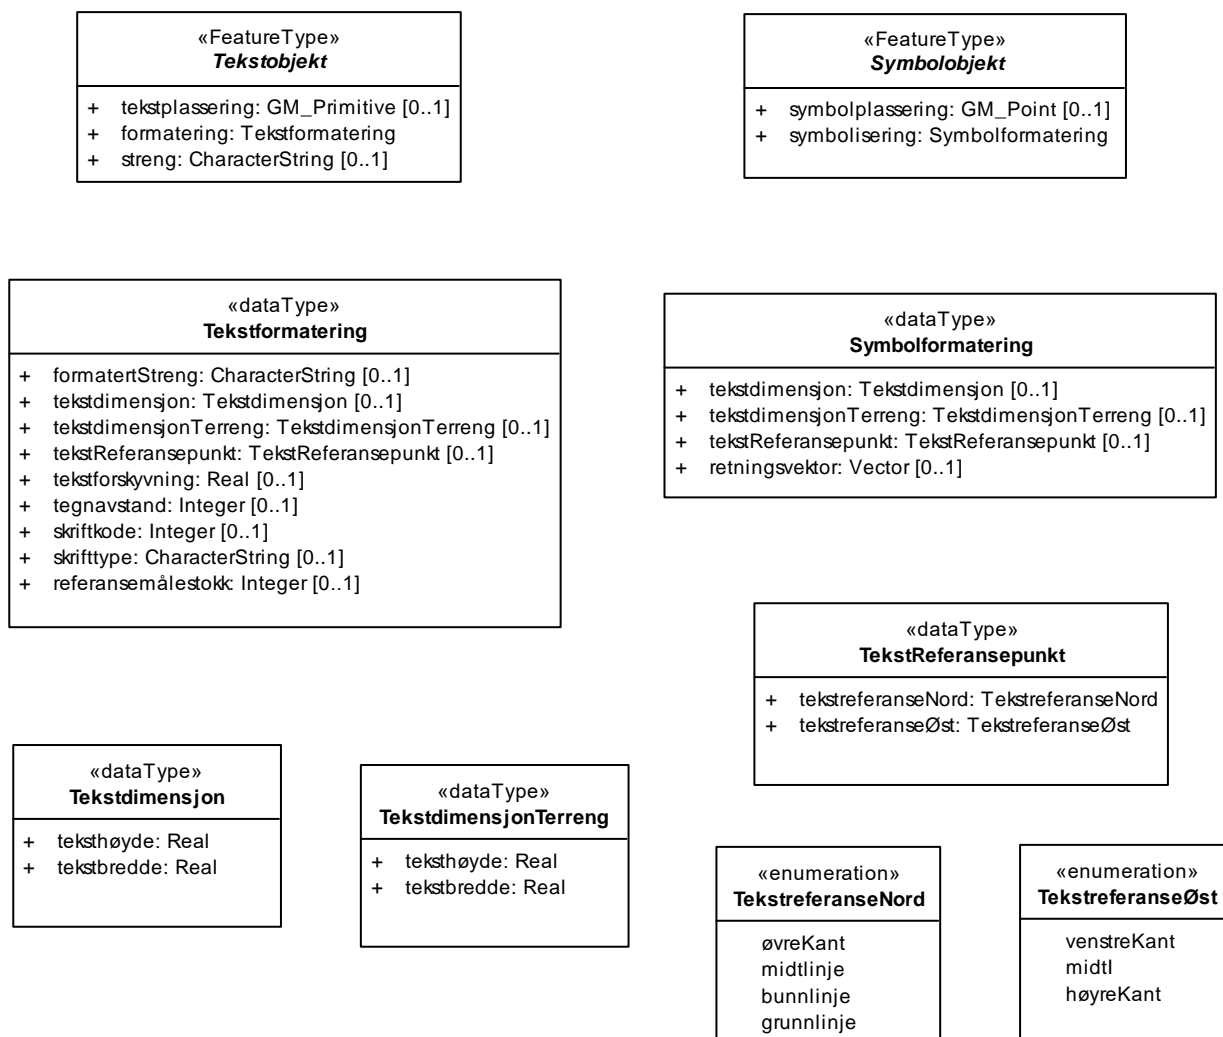 «FeatureType»
Tekstobjekt
+ tekstplassering: GM_Primitive [0..1]
+ formatering: Tekstformatering
+ streng: CharacterString [0..1]
«FeatureType»
Symbolobjekt
+ symbolplassering: GM_Point [0..1]
+ symbolisering: Symbolformatering
«dataType»
Tekstformatering
+ formatertStreng: CharacterString [0..1]
+ tekstdimensjon: Tekstdimensjon [0..1]
+ tekstdimensjonTerreng: TekstdimensjonTerreng [0..1]
+ tekstReferansepunkt: TekstReferansepunkt [0..1]
+ tekstforskyvning: Real [0..1]
+ tegnavstand: Integer [0..1]
+ skriftkode: Integer [0..1]
+ skrifttype: CharacterString [0..1]
+ referansemålestokk: Integer [0..1]
«dataType»
Symbolformatering
+ tekstdimensjon: Tekstdimensjon [0..1]
+ tekstdimensjonTerreng: TekstdimensjonTerreng [0..1]
+ tekstReferansepunkt: TekstReferansepunkt [0..1]
+ retningsvektor: Vector [0..1]
«dataType»
TekstReferansepunkt
+ tekstreferanseNord: TekstreferanseNord
+ tekstreferanseØst: TekstreferanseØst
«dataType»
Tekstdimensjon
+ teksthøyde: Real
+ tekstbredde: Real
«dataType»
TekstdimensjonTerreng
+ teksthøyde: Real
+ tekstbredde: Real
«enumeration»
TekstreferanseNord
øvreKant
midtlinje
bunnlinje
grunnlinje
«enumeration»
TekstreferanseØst
venstreKant
midtI
høyreKant